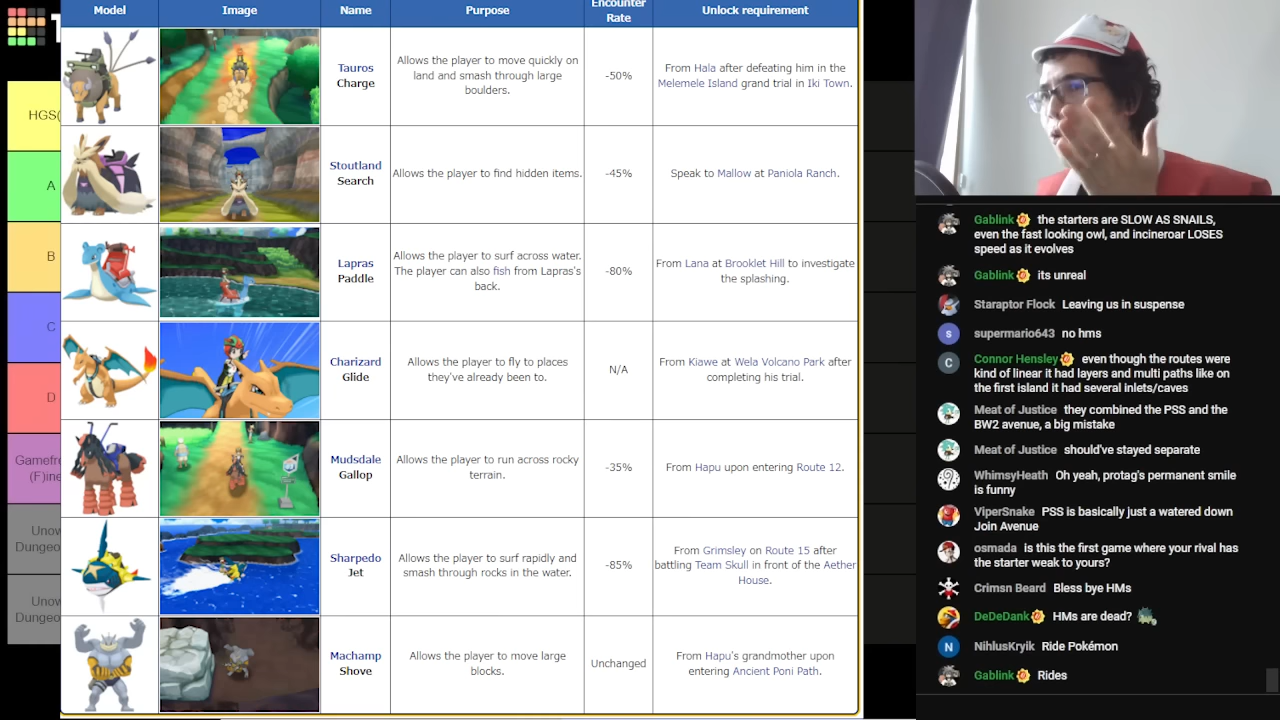 Model
Image
Name
Purpose
Encounter
Rate
Unlock requirement
Tauros
Charge
Allows the player to move quickly on
land and smash through large
boulders.
-50%
From Hala after defeating him in the
Melemele Island grand trial in Iki Town.
Stoutland
Search
Allows the player to find hidden items.
-45%
Speak to Mallow at Paniola Ranch.
Lapras
Paddle
Allows the player to surf across water.
The player can also fish from Lapras's
back.
-80%
From Lana at Brooklet Hill to investigate
the splashing.
Charizard
Glide
Allows the player to fly to places
they've already been to.
N/A
From Kiawe at Wela Volcano Park after
completing his trial.
Mudsdale
Gallop
Allows the player to run across rocky
terrain.
-35%
From Hapu upon entering Route 12.
Sharpedo
Jet
Allows the player to surf rapidly and
smash through rocks in the water.
-85%
From Grimsley on Route 15 after
battling Team Skull in front of the Aether
House.
Machamp
Shove
Allows the player to move large
blocks.
Unchanged
From Hapu's grandmother upon
entering Ancient Poni Path.
HGS(
A
B
C
D
Gamefre
(F)ine
Unow
Dungeo
Unow
Dungeo
Gablink the starters are SLOW AS SNAILS,
even the fast looking owl, and incineroar LOSES
speed as it evolves
Gablink its unreal
Staraptor Flock Leaving us in suspense
s supermario643 no hms
C Connor Hensley even though the routes were
kind of linear it had layers and multi paths like on
the first island it had several inlets/caves
Meat of Justice they combined the PSS and the
BW2 avenue, a big mistake
Meat of Justice should've stayed separate
WhimsyHeath Oh yeah, protag's permanent smile
is funny
ViperSnake PSS is basically just a watered down
Join Avenue
osmada is this the first game where your rival has
the starter weak to yours?
Crimsn Beard Bless bye HMs
DeDeDank HMs are dead?
N NihlusKryik Ride Pokémon
Gablink Rides